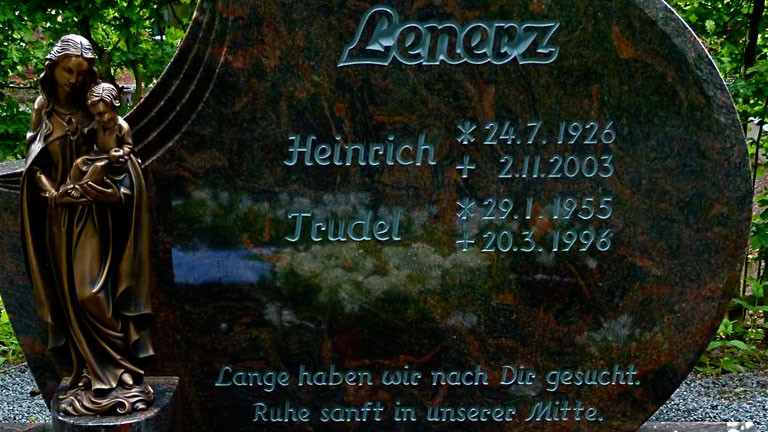 Lenerz
Heinrich * 24.7.1926
+ 2.11.2003
Trudel * 29.1.1955
+ 20.3.1996
Lange haben wir nach Dir gesucht.
Ruhe sanft in unserer Mitte.